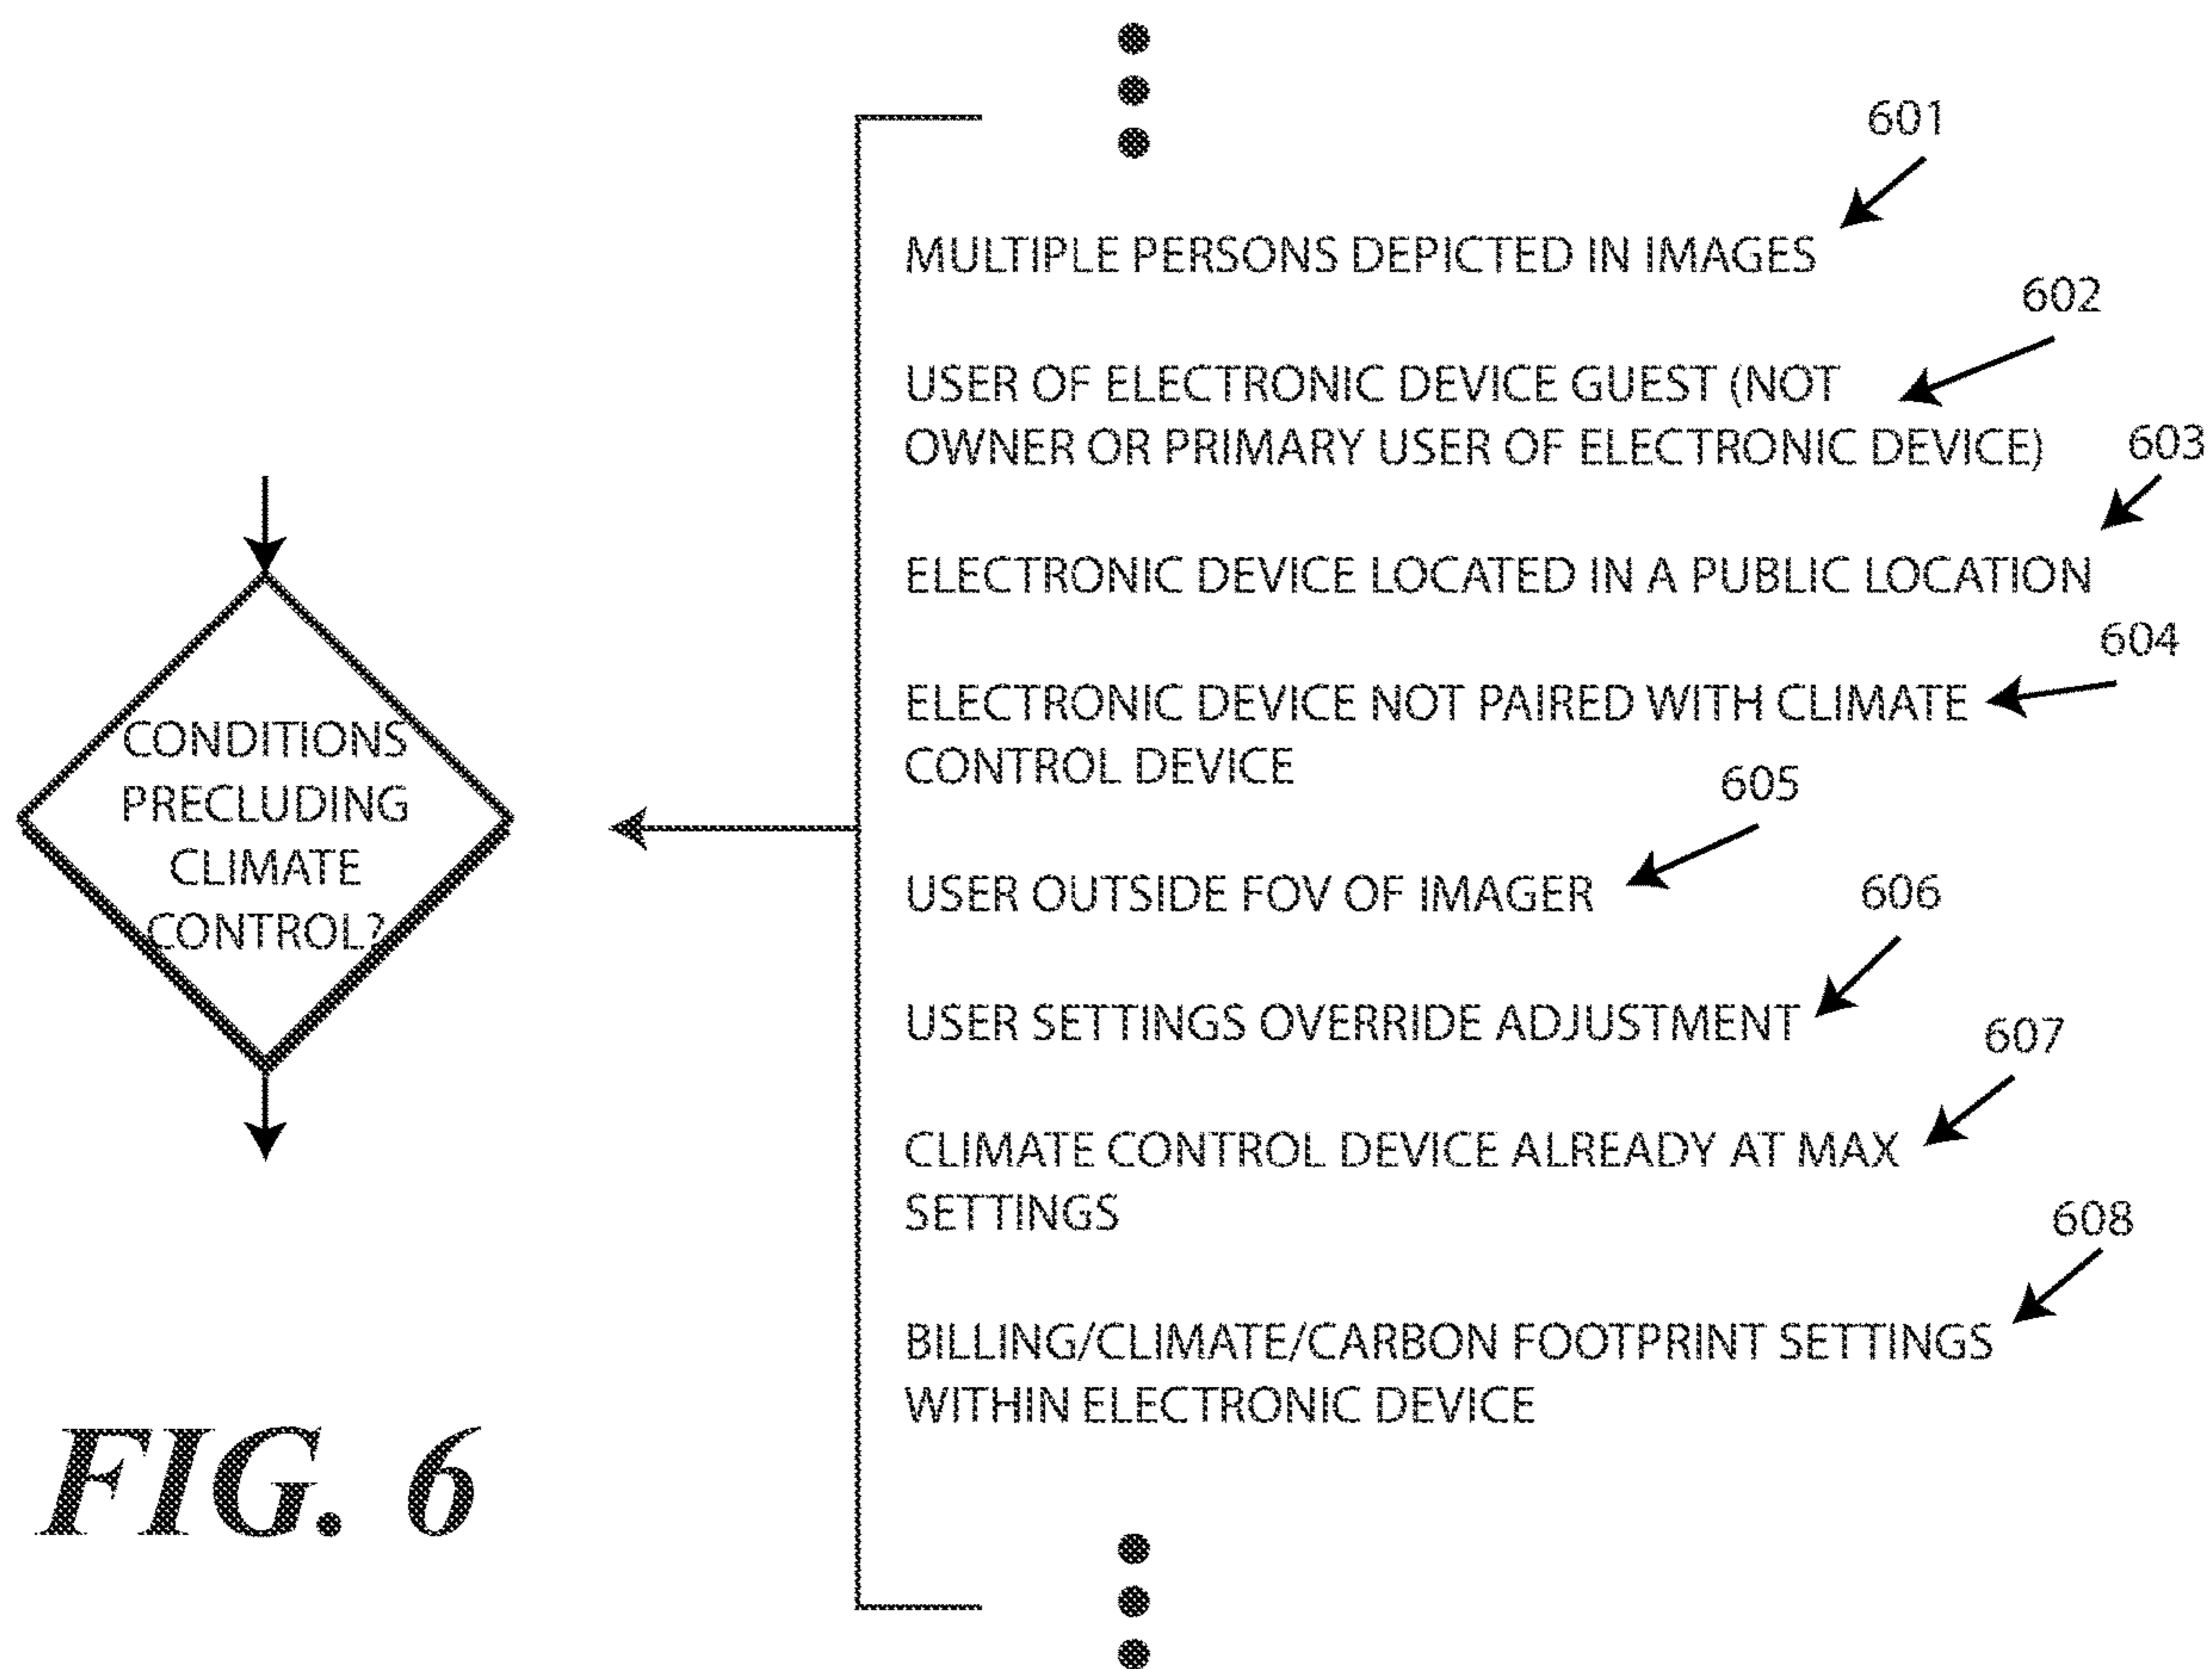 601
MULTIPLE PERSONS DEPICTED IN IMAGES
602
USER OF ELECTRONIC DEVICE GUEST (NOT
OWNER OR PRIMARY USER OF ELECTRONIC DEVICE)
603
ELECTRONIC DEVICE LOCATED IN A PUBLIC LOCATION
604
ELECTRONIC DEVICE NOT PAIRED WITH CLIMATE
CONTROL DEVICE
605
USER OUTSIDE FOV OF IMAGER
606
USER SETTINGS OVERRIDE ADJUSTMENT
607
CLIMATE CONTROL DEVICE ALREADY AT MAX
SETTINGS
608
BILLING/CLIMATE/CARBON FOOTPRINT SETTINGS
WITHIN ELECTRONIC DEVICE
CONDITIONS
PRECLUDING
CLIMATE
CONTROL?
FIG. 6